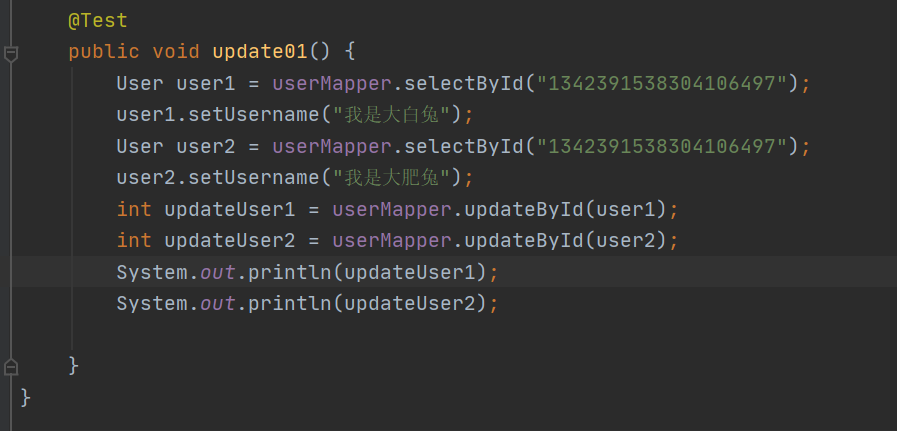 @Test
public void update01() {
User user1 = userMapper.selectById("1342391538304106497");
user1.setUsername("我是大白兔");
User user2 = userMapper.selectById("1342391538304106497");
user2.setUsername("我是大肥兔");
int updateUser1 = userMapper.updateById(user1);
int updateUser2 = userMapper.updateById(user2);
System.out.println(updateUser1);
System.out.println(updateUser2);
}
}